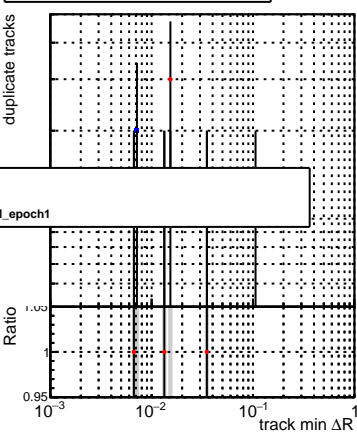 duplicate tracks
_epoch1
Ratio
1.05
1
0.95
10−3
10−2
10−1
1
track min ΔR